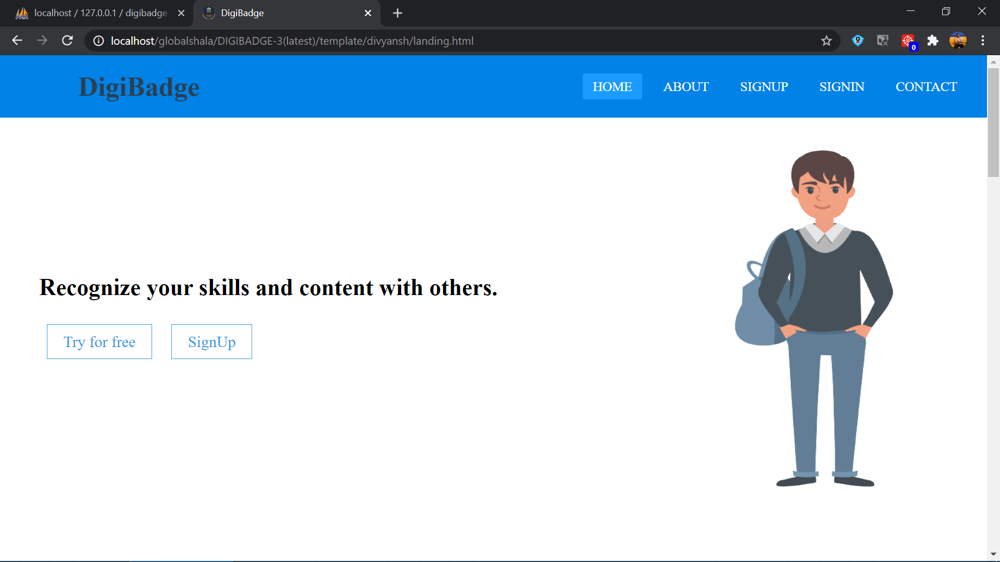 localhost / 127.0.0.1 / digibadge
DigiBadge
localhost/globalshala/DIGIBADGE-3(latest)/template/divyansh/landing.html
0
DigiBadge
HOME
ABOUT
SIGNUP
SIGNIN
CONTACT
Recognize your skills and content with others.
Try for free
SignUp